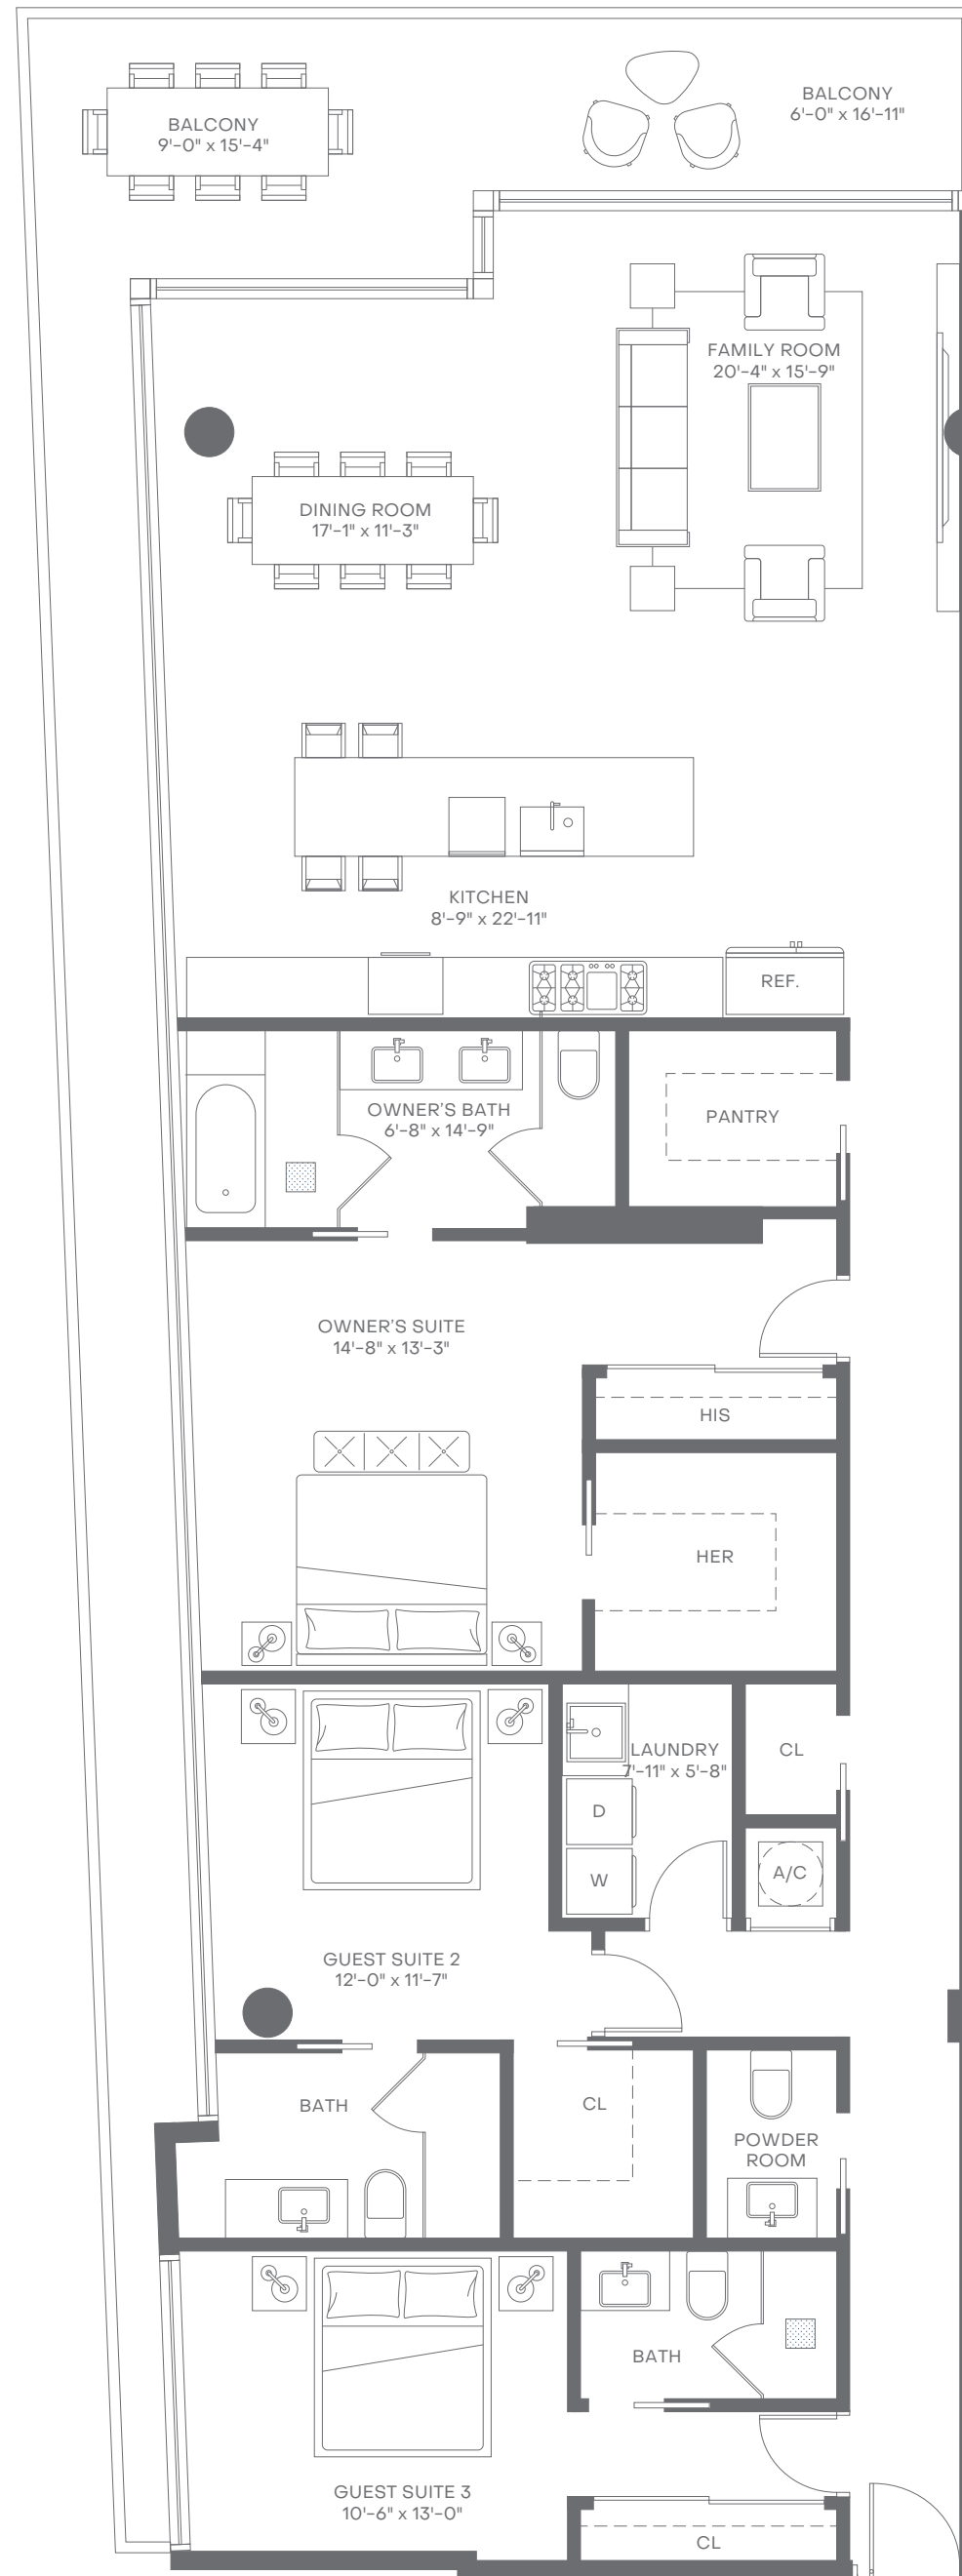 BALCONY
9'-0" x 15'-4"
BALCONY
6'-0" x 16'-11"
FAMILY ROOM
20'-4" x 15'-9"
DINING ROOM
17'-1" x 11'-3"
KITCHEN
8'-9" x 22'-11"
REF.
OWNER'S BATH
6'-8" x 14'-9"
PANTRY
OWNER'S SUITE
14'-8" x 13'-3"
HIS
HER
LAUNDRY
7'-11" x 5'-8"
CL
D
W
A/C
GUEST SUITE 2
12'-0" x 11'-7"
BATH
CL
POWDER
ROOM
BATH
GUEST SUITE 3
10'-6" x 13'-0"
CL